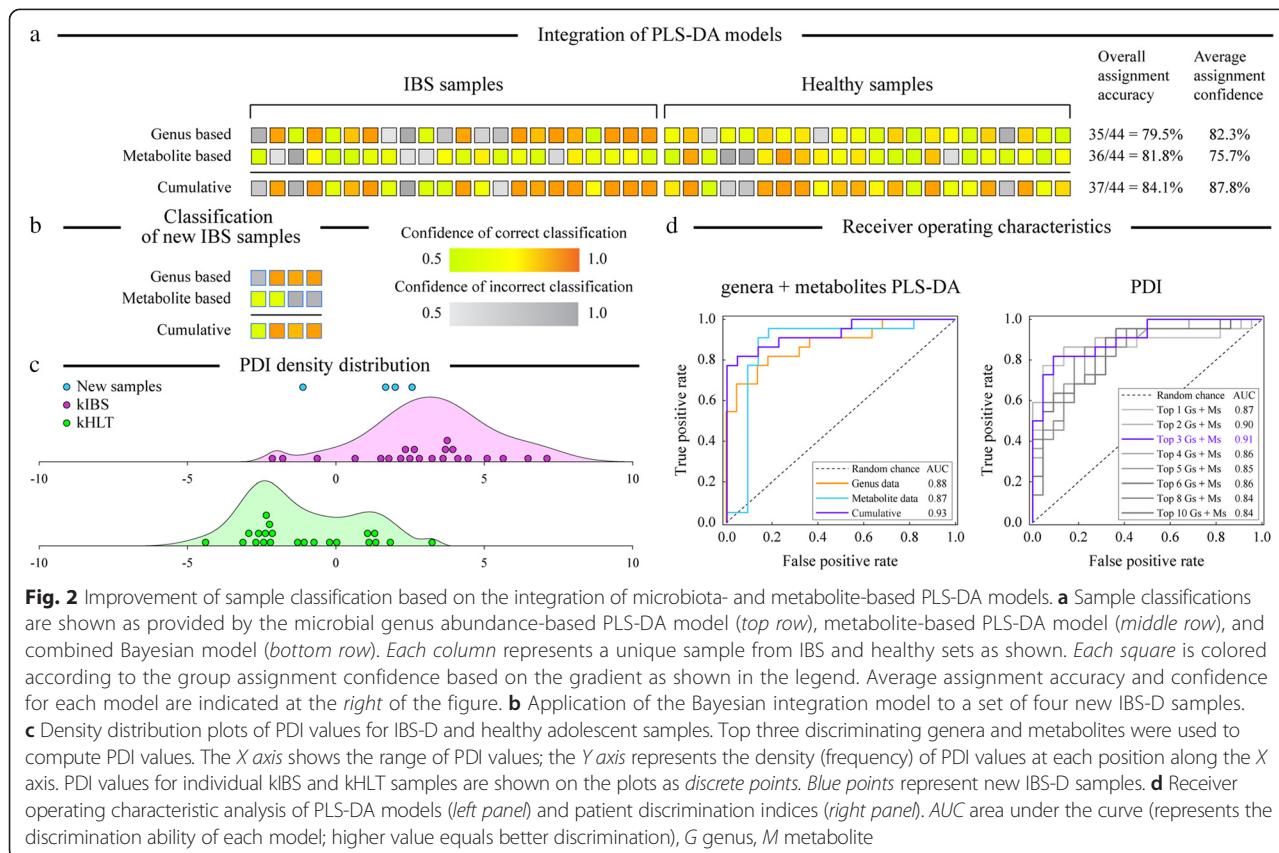 a
Integration of PLS-DA models
IBS samples
Healthy samples
Overall assignment accuracy
Average assignment confidence
Genus based
35/44 = 79.5%
82.3%
Metabolite based
36/44 = 81.8%
75.7%
Cumulative
37/44 = 84.1%
87.8%
b
Classification
of new IBS samples
Genus based
Metabolite based
Cumulative
Confidence of correct classification
0.5
1.0
Confidence of incorrect classification
0.5
1.0
c
PDI density distribution
New samples
kIBS
kHLT
-10
-5
0
5
10
-10
-5
0
5
10
d
Receiver operating characteristics
genera + metabolites PLS-DA
True positive rate
1.0
0.8
0.6
0.4
0.2
0.0
0.0 0.2 0.4 0.6 0.8 1.0
False positive rate
Random chance AUC
Genus data 0.88
Metabolite data 0.87
Cumulative 0.93
PDI
True positive rate
1.0
0.8
0.6
0.4
0.2
0.0
0.0 0.2 0.4 0.6 0.8 1.0
False positive rate
Random chance AUC
Top 1 Gs + Ms 0.87
Top 2 Gs + Ms 0.90
Top 3 Gs + Ms 0.91
Top 4 Gs + Ms 0.86
Top 5 Gs + Ms 0.85
Top 6 Gs + Ms 0.86
Top 8 Gs + Ms 0.84
Top 10 Gs + Ms 0.84
Fig. 2 Improvement of sample classification based on the integration of microbiota- and metabolite-based PLS-DA models. a Sample classifications
are shown as provided by the microbial genus abundance-based PLS-DA model (top row), metabolite-based PLS-DA model (middle row), and
combined Bayesian model (bottom row). Each column represents a unique sample from IBS and healthy sets as shown. Each square is colored
according to the group assignment confidence based on the gradient as shown in the legend. Average assignment accuracy and confidence
for each model are indicated at the right of the figure. b Application of the Bayesian integration model to a set of four new IBS-D samples.
c Density distribution plots of PDI values for IBS-D and healthy adolescent samples. Top three discriminating genera and metabolites were used to
compute PDI values. The X axis shows the range of PDI values; the Y axis represents the density (frequency) of PDI values at each position along the X
axis. PDI values for individual kIBS and kHLT samples are shown on the plots as discrete points. Blue points represent new IBS-D samples. d Receiver
operating characteristic analysis of PLS-DA models (left panel) and patient discrimination indices (right panel). AUC area under the curve (represents the
discrimination ability of each model; higher value equals better discrimination), G genus, M metabolite